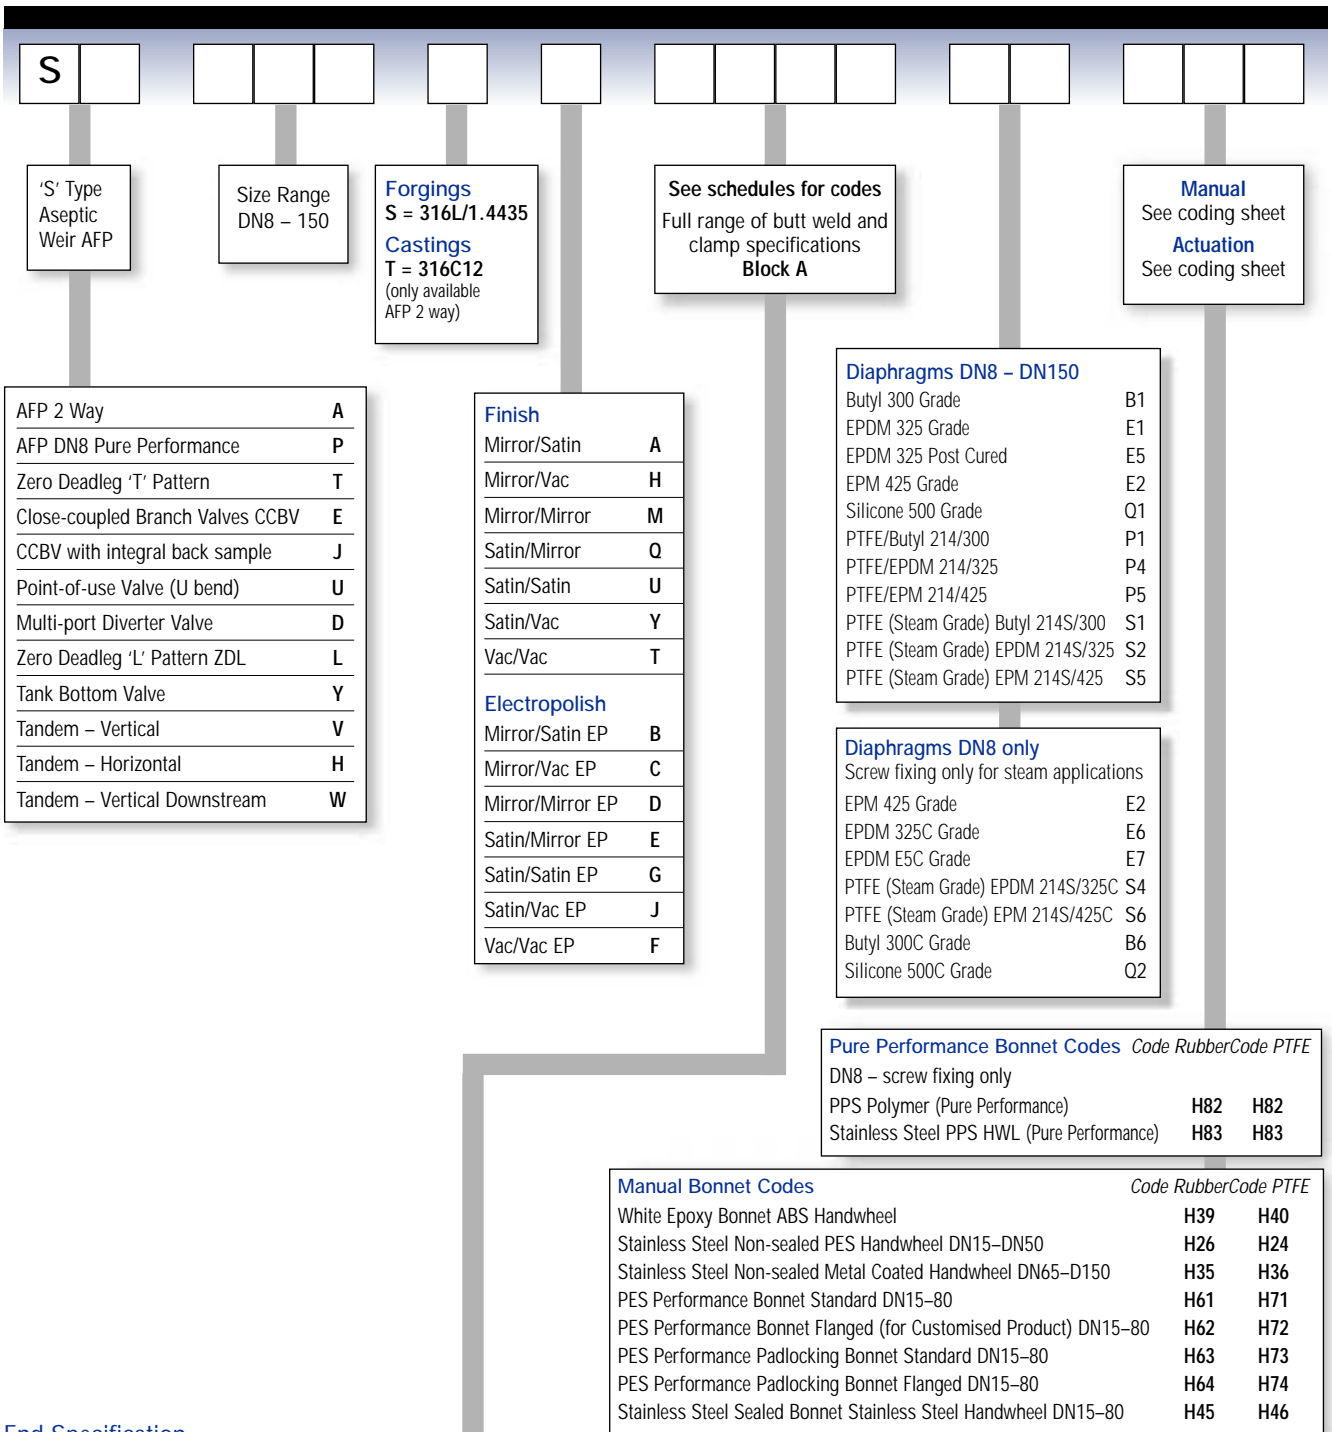 S
'S' Type
Aseptic
Weir AFP
Size Range
DN8 – 150
Forgings
S = 316L/1.4435
Castings
T = 316C12
(only available
AFP 2 way)
See schedules for codes
Full range of butt weld and
clamp specifications
Block A
Manual
See coding sheet
Actuation
See coding sheet
AFP 2 Way A
AFP DN8 Pure Performance P
Zero Deadleg 'T' Pattern T
Close-coupled Branch Valves CCBV E
CCBV with integral back sample J
Point-of-use Valve (U bend) U
Multi-port Diverter Valve D
Zero Deadleg 'L' Pattern ZDL L
Tank Bottom Valve Y
Tandem – Vertical V
Tandem – Horizontal H
Tandem – Vertical Downstream W
Finish
Mirror/Satin A
Mirror/Vac H
Mirror/Mirror M
Satin/Mirror Q
Satin/Satin U
Satin/Vac Y
Vac/Vac T
Electropolish
Mirror/Satin EP B
Mirror/Vac EP C
Mirror/Mirror EP D
Satin/Mirror EP E
Satin/Satin EP G
Satin/Vac EP J
Vac/Vac EP F
Diaphragms DN8 – DN150
Butyl 300 Grade B1
EPDM 325 Grade E1
EPDM 325 Post Cured E5
EPM 425 Grade E2
Silicone 500 Grade Q1
PTFE/Butyl 214/300 P1
PTFE/EPDM 214/325 P4
PTFE/EPM 214/425 P5
PTFE (Steam Grade) Butyl 214S/300 S1
PTFE (Steam Grade) EPDM 214S/325 S2
PTFE (Steam Grade) EPM 214S/425 S5
Diaphragms DN8 only
Screw fixing only for steam applications
EPM 425 Grade E2
EPDM 325C Grade E6
EPDM E5C Grade E7
PTFE (Steam Grade) EPDM 214S/325C S4
PTFE (Steam Grade) EPM 214S/425C S6
Butyl 300C Grade B6
Silicone 500C Grade Q2
Pure Performance Bonnet Codes Code RubberCode PTFE
DN8 – screw fixing only
PPS Polymer (Pure Performance) H82 H82
Stainless Steel PPS HWL (Pure Performance) H83 H83
Manual Bonnet Codes Code RubberCode PTFE
White Epoxy Bonnet ABS Handwheel H39 H40
Stainless Steel Non-sealed PES Handwheel DN15–DN50 H26 H24
Stainless Steel Non-sealed Metal Coated Handwheel DN65–D150 H35 H36
PES Performance Bonnet Standard DN15–80 H61 H71
PES Performance Bonnet Flanged (for Customised Product) DN15–80 H62 H72
PES Performance Padlocking Bonnet Standard DN15–80 H63 H73
PES Performance Padlocking Bonnet Flanged DN15–80 H64 H74
Stainless Steel Sealed Bonnet Stainless Steel Handwheel DN15–80 H45 H46
End Specification